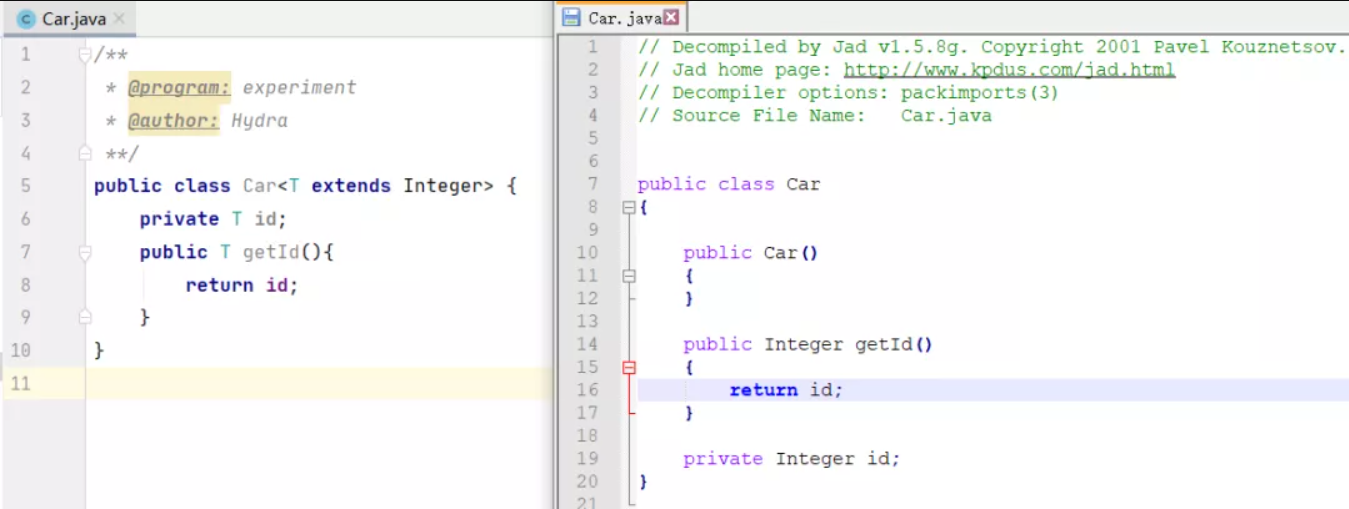 Car.java
1 /**
2 * @program: experiment
3 * @author: Hydra
4 **/
5 public class Car<T extends Integer> {
6 private T id;
7 public T getId(){
8 return id;
9 }
10 }
11
Car.java
1 // Decompiled by Jad v1.5.8g. Copyright 2001 Pavel Kouznetsov.
2 // Jad home page: http://www.kpdus.com/jad.html
3 // Decompiler options: packimports(3)
4 // Source File Name:   Car.java
5
6
7 public class Car
8 {
9
10 public Car()
11 {
12 }
13
14 public Integer getId()
15 {
16 return id;
17 }
18
19 private Integer id;
20 }
21